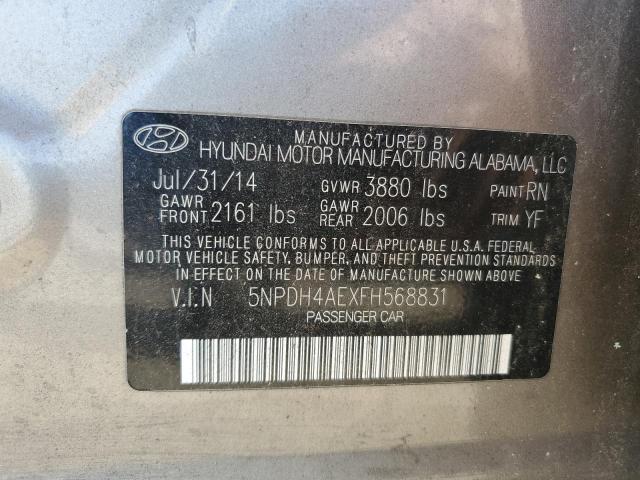 MANUFACTURED BY
HYUNDAI MOTOR MANUFACTURING ALABAMA, LLC
Jul/31/14 GVWR 3880 lbs PAINT RN
GAWR FRONT 2161 lbs GAWR REAR 2006 lbs TRIM YF
THIS VEHICLE CONFORMS TO ALL APPLICABLE U.S.A. FEDERAL
MOTOR VEHICLE SAFETY, BUMPER, AND THEFT PREVENTION STANDARDS
IN EFFECT ON THE DATE OF MANUFACTURE SHOWN ABOVE.
V.I.N 5NPDH4AEXFH568831
PASSENGER CAR